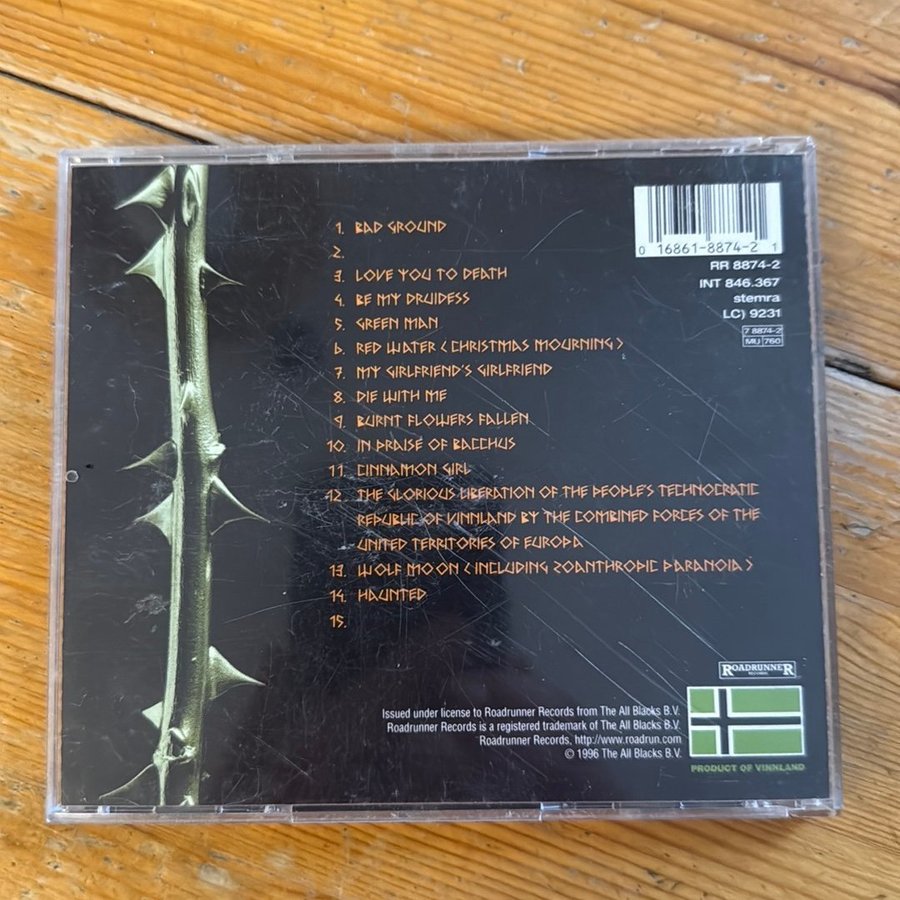 1. BAD GROUND
2.
3. LOVE YOU TO DEATH
4. BE MY DRUIDESS
5. GREEN MAN
6. RED WATER (CHRISTMAS MOURNING)
7. MY GIRLFRIEND'S GIRLFRIEND
8. DIE WITH ME
9. BURNT FLOWERS FALLEN
10. IN PRAISE OF BACCHUS
11. CINNAMON GIRL
12. THE GLORIOUS LIBERATION OF THE PEOPLE'S TECHNOCRATIC
REPUBLIC OF VINNLAND BY THE COMBINED FORCES OF THE
UNITED TERRITORIES OF EUROPA
13. WOLF MOON (INCLUDING ZOANTHROPIC PARANOIA)
14. HAUNTED
15.
0 16861-8874-2 1
RR 8874-2
INT 846.367
stemra
LC) 9231
7 8874-2
MU 760
ROADRUNNER
RECORDS
Issued under license to Roadrunner Records from The All Blacks B.V.
Roadrunner Records is a registered trademark of The All Blacks B.V.
Roadrunner Records, http://www.roadrun.com
© 1996 The All Blacks B.V.
PRODUCT OF VINNLAND